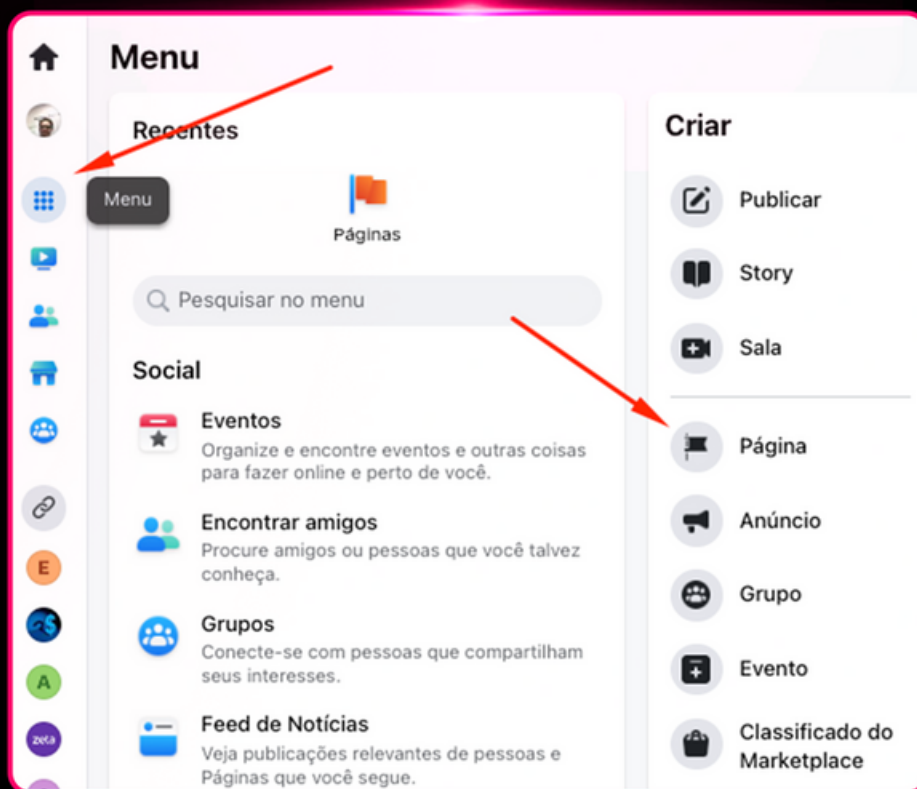 Menu
Recentes
Menu
Páginas
Pesquisar no menu
Social
Eventos
Organize e encontre eventos e outras coisas
para fazer online e perto de você.
Encontrar amigos
Procure amigos ou pessoas que você talvez
conheça.
Grupos
Conecte-se com pessoas que compartilham
seus interesses.
Feed de Notícias
Veja publicações relevantes de pessoas e
Páginas que você segue.
E
A
zeta
Criar
Publicar
Story
Sala
Página
Anúncio
Grupo
Evento
Classificado do
Marketplace